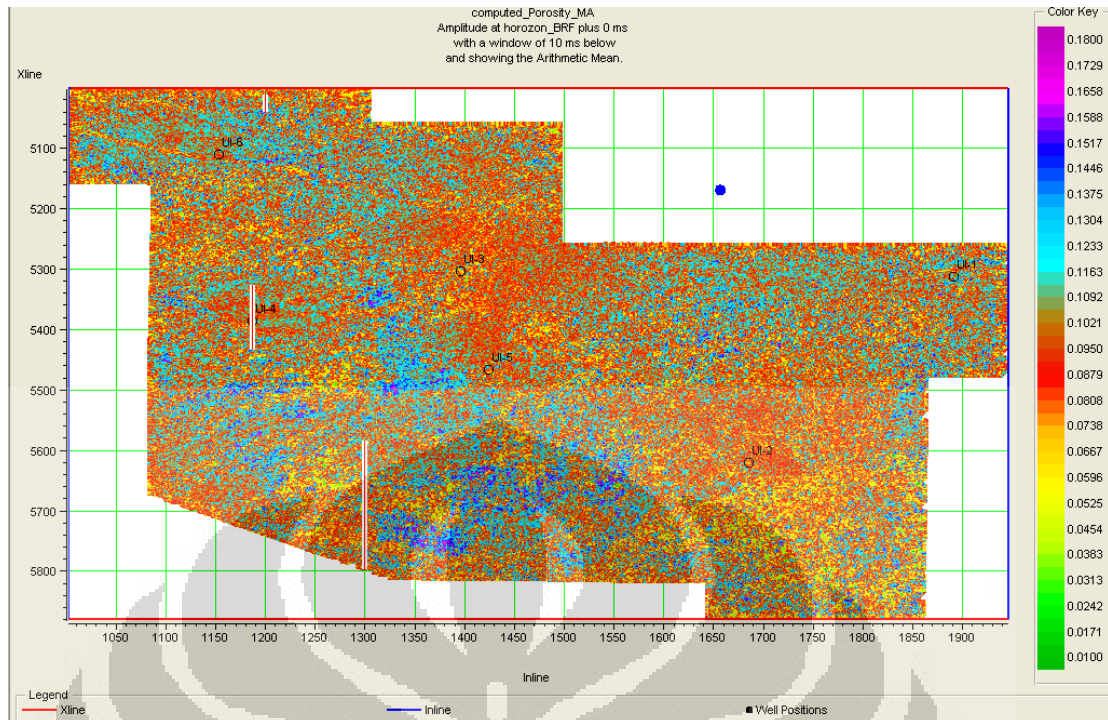 computed_Porosity_MA
Amplitude at horozon_BRF plus 0 ms
with a window of 10 ms below
and showing the Arithmetic Mean.
Color Key
Xline
0.1800
0.1729
0.1658
0.1588
0.1517
0.1446
0.1375
0.1304
0.1233
0.1163
0.1092
0.1021
0.0950
0.0879
0.0808
0.0738
0.0667
0.0596
0.0525
0.0454
0.0383
0.0313
0.0242
0.0171
0.0100
5100
5200
5300
5400
5500
5600
5700
5800
UI-6
UI-3
UI-1
UI-4
UI-5
UI-2
1050 1100 1150 1200 1250 1300 1350 1400 1450 1500 1550 1600 1650 1700 1750 1800 1850 1900
Inline
Legend
Xline
Inline
Well Positions